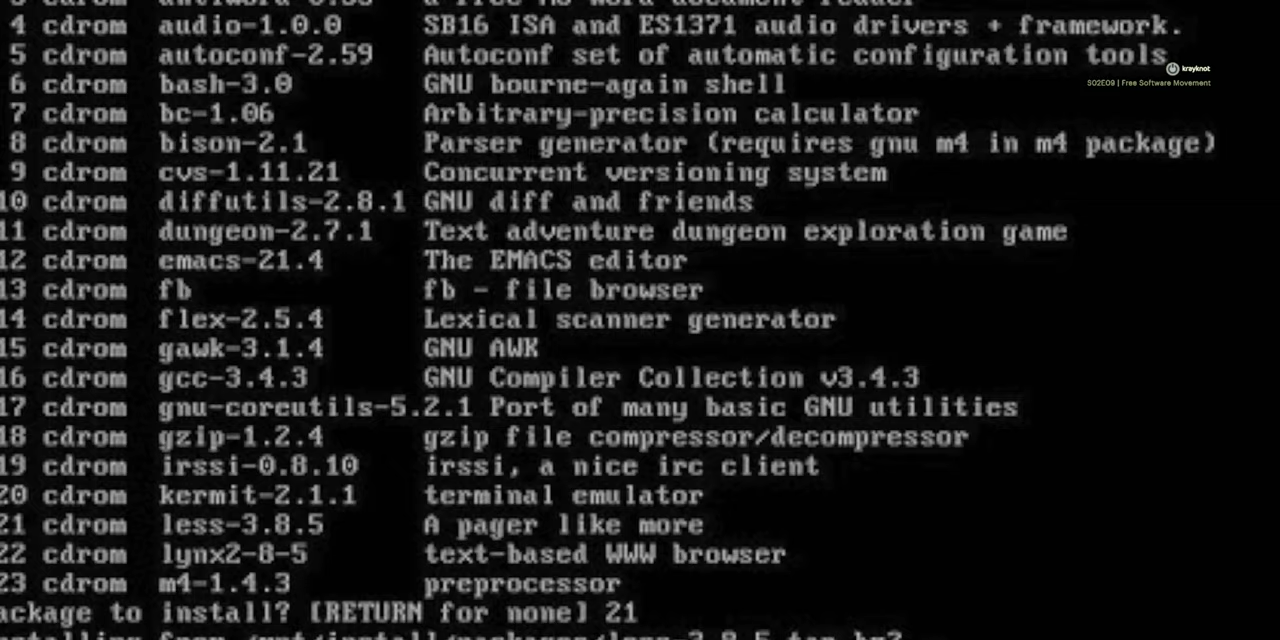 4 cdrom audio-1.0.0 SB16 ISA and ES1371 audio drivers + framework.
5 cdrom autoconf-2.59 Autoconf set of automatic configuration tools
krayknot
S02E09 | Free Software Movement
6 cdrom bash-3.0 GNU bourne-again shell
7 cdrom bc-1.06 Arbitrary-precision calculator
8 cdrom bison-2.1 Parser generator (requires gnu m4 in m4 package)
9 cdrom cvs-1.11.21 Concurrent versioning system
10 cdrom diffutils-2.8.1 GNU diff and friends
11 cdrom dungeon-2.7.1 Text adventure dungeon exploration game
12 cdrom emacs-21.4 The EMACS editor
13 cdrom fb fb - file browser
14 cdrom flex-2.5.4 Lexical scanner generator
15 cdrom gawk-3.1.4 GNU AWK
16 cdrom gcc-3.4.3 GNU Compiler Collection v3.4.3
17 cdrom gnu-coreutils-5.2.1 Port of many basic GNU utilities
18 cdrom gzip-1.2.4 gzip file compressor/decompressor
19 cdrom irssi-0.8.10 irssi, a nice irc client
20 cdrom kermit-2.1.1 terminal emulator
21 cdrom less-3.8.5 A pager like more
22 cdrom lynx2-8-5 text-based WWW browser
23 cdrom m4-1.4.3 preprocessor
ackage to install? [RETURN for none] 21